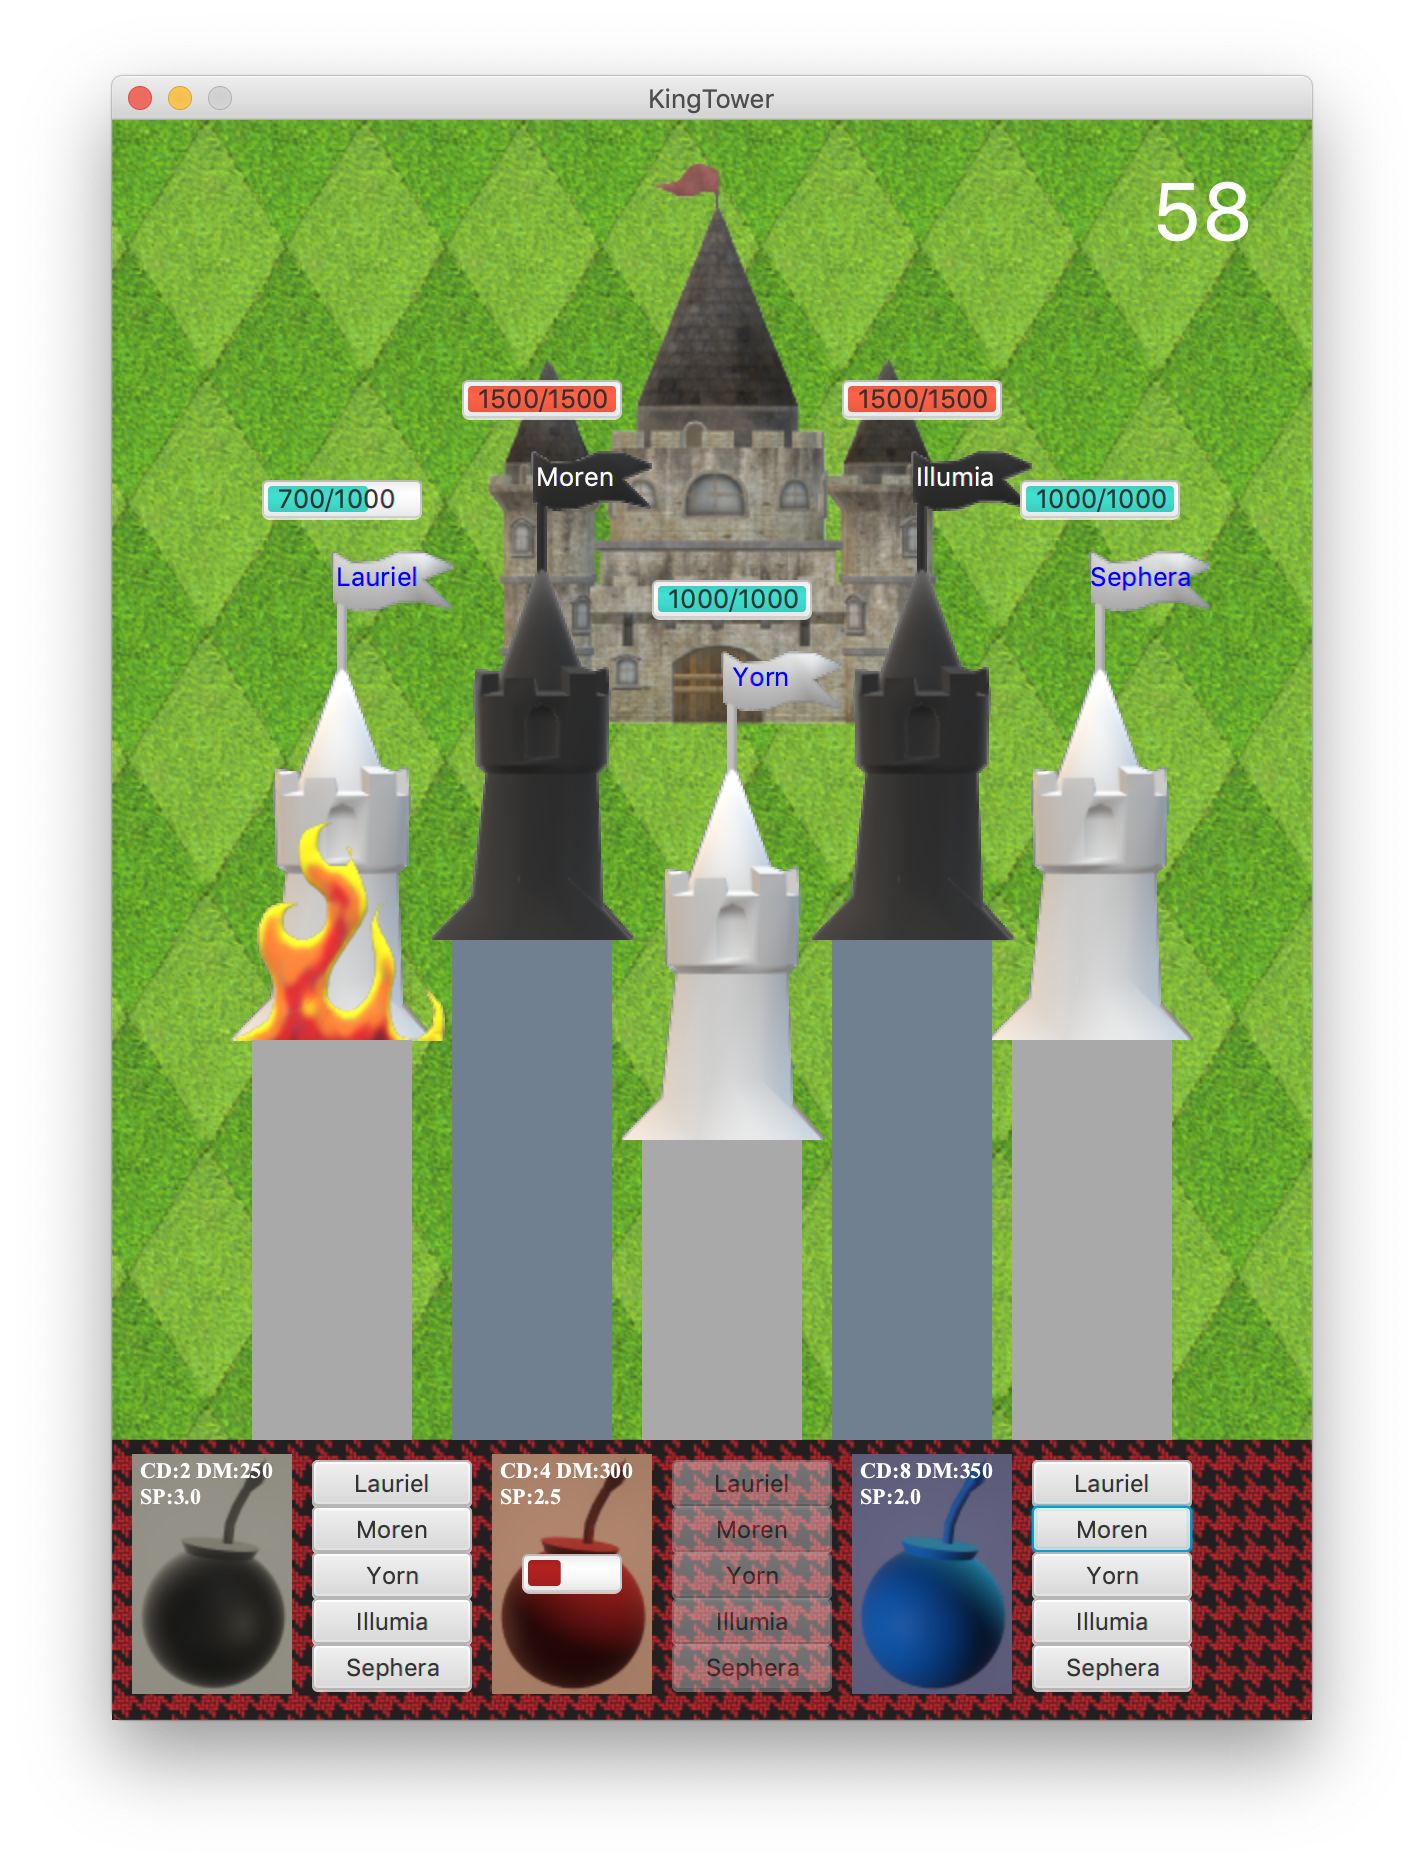 KingTower
58
1500/1500
1500/1500
Moren
Illumia
700/1000
1000/1000
Lauriel
Sephera
1000/1000
Yorn
CD:2 DM:250
SP:3.0
Lauriel
Moren
Yorn
Illumia
Sephera
CD:4 DM:300
SP:2.5
Lauriel
Moren
Yorn
Illumia
Sephera
CD:8 DM:350
SP:2.0
Lauriel
Moren
Yorn
Illumia
Sephera